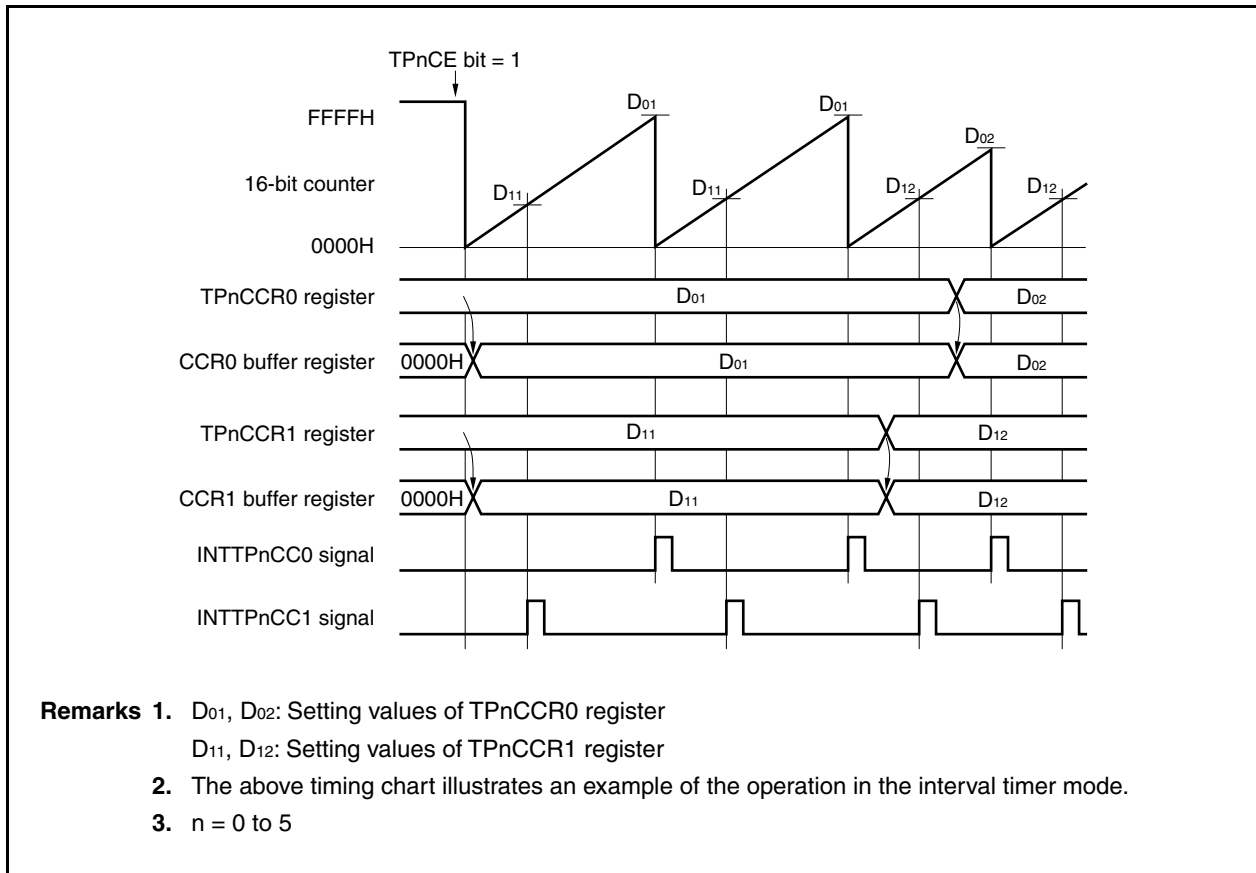 TPnCE bit = 1
FFFFH
16-bit counter
0000H
D01
D01
D02
D11
D11
D12
D12
TPnCCR0 register
D01
D02
CCR0 buffer register
0000H
D01
D02
TPnCCR1 register
D11
D12
CCR1 buffer register
0000H
D11
D12
INTTPnCC0 signal
INTTPnCC1 signal
Remarks 1. D01, D02: Setting values of TPnCCR0 register
D11, D12: Setting values of TPnCCR1 register
2. The above timing chart illustrates an example of the operation in the interval timer mode.
3. n = 0 to 5